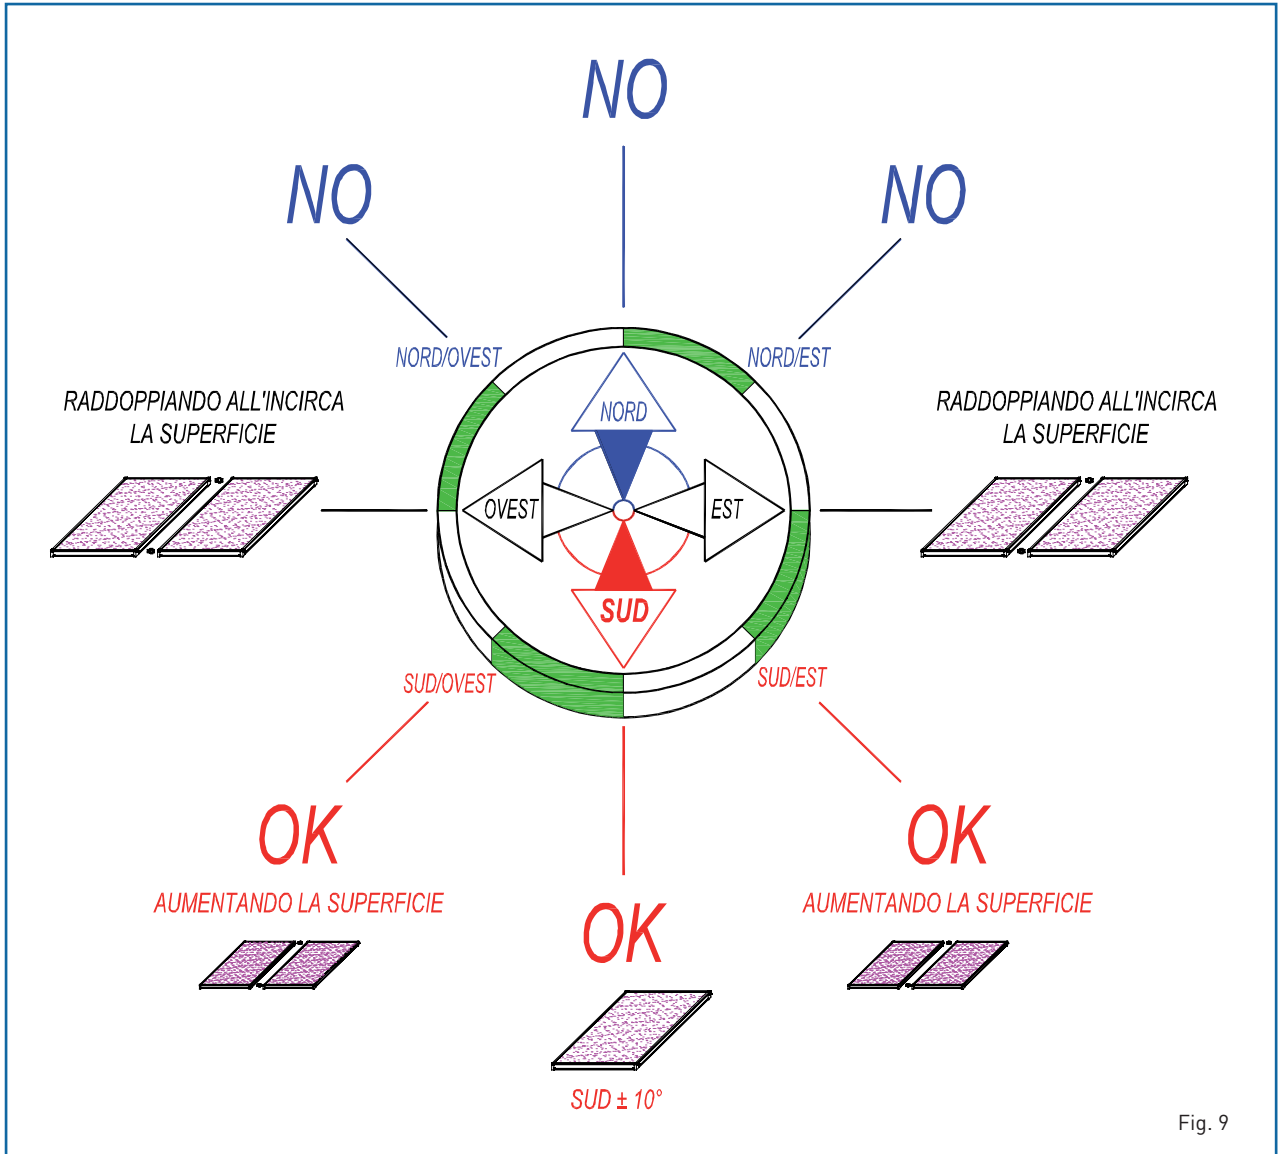 NO
NO
NO
NORD/OVEST
NORD/EST
RADDOPPIANDO ALL'INCIRCA
LA SUPERFICIE
RADDOPPIANDO ALL'INCIRCA
LA SUPERFICIE
NORD
OVEST
EST
SUD
SUD/OVEST
SUD/EST
OK
AUMENTANDO LA SUPERFICIE
OK
AUMENTANDO LA SUPERFICIE
OK
SUD ± 10°
Fig. 9